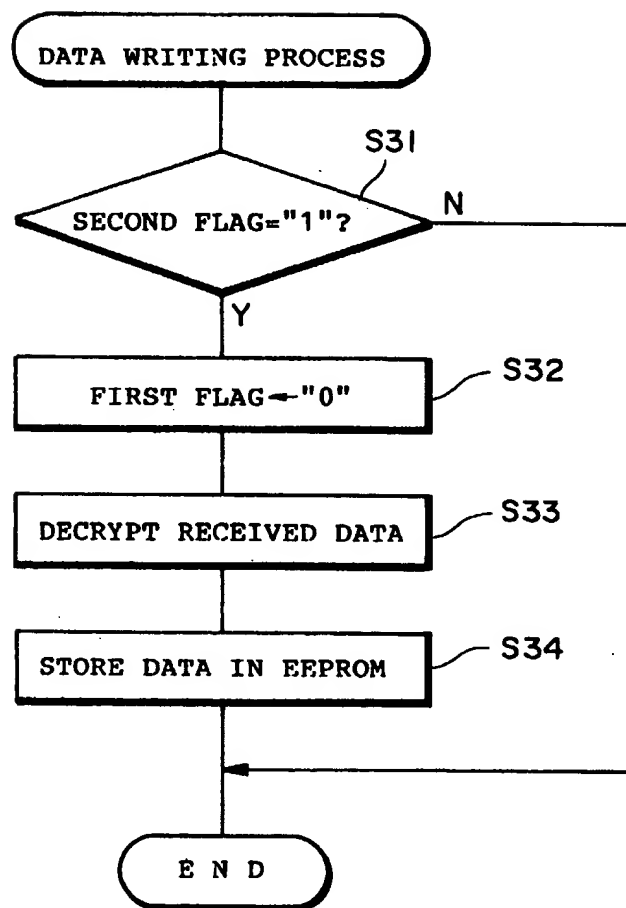 DATA WRITING PROCESS
S31
SECOND FLAG="1"?
N
Y
FIRST FLAG←"0"
S32
DECRYPT RECEIVED DATA
S33
STORE DATA IN EEPROM
S34
E N D